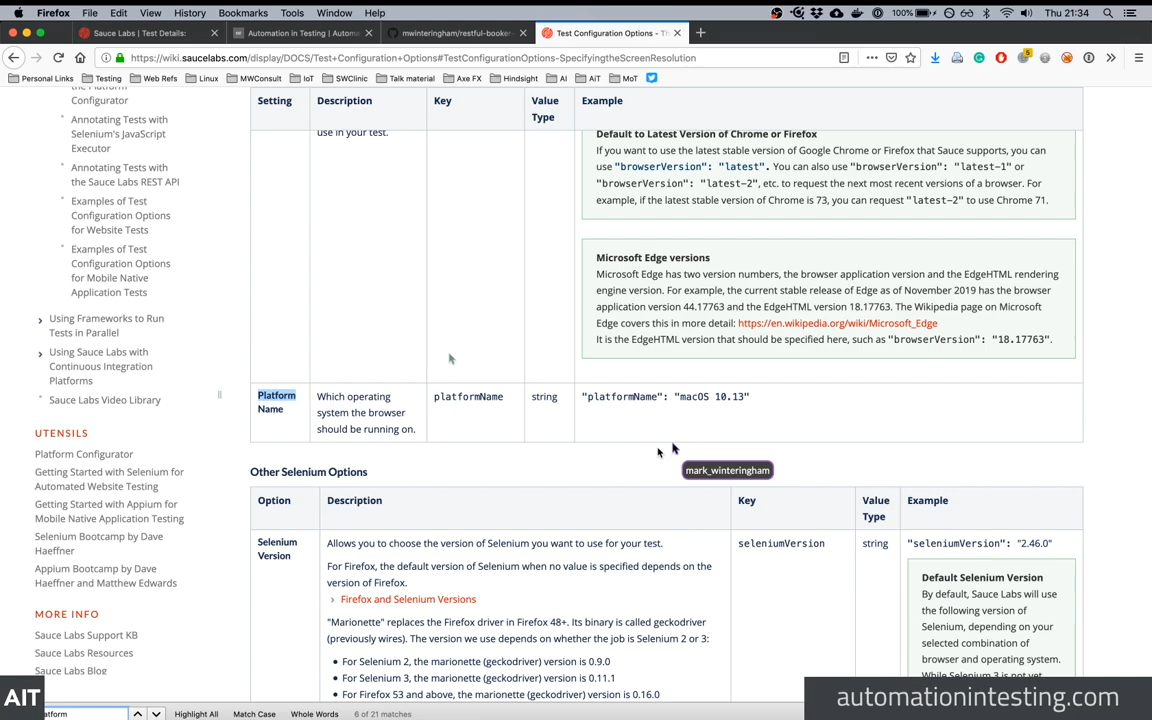 Firefox File Edit View History Bookmarks Tools Window Help
100% Thu 21:34
Sauce Labs | Test Details:
Automation in Testing | Automa
mwinteringham/restful-booker-
Test Configuration Options -
https://wiki.saucelabs.com/display/DOCS/Test+Configuration+Options#TestConfigurationOptions-SpecifyingtheScreenResolution
Personal Links Testing Web Refs Linux MWConsult IoT SWClinic Talk material Axe FX Hindsight AI AiT MoT
the Platform
Configurator
Annotating Tests with
Selenium's JavaScript
Executor
Annotating Tests with
the Sauce Labs REST API
Examples of Test
Configuration Options
for Website Tests
Examples of Test
Configuration Options
for Mobile Native
Application Tests
Using Frameworks to Run
Tests in Parallel
Using Sauce Labs with
Continuous Integration
Platforms
Sauce Labs Video Library
UTENSILS
Platform Configurator
Getting Started with Selenium for
Automated Website Testing
Getting Started with Appium for
Mobile Native Application Testing
Selenium Bootcamp by Dave
Haeffner
Appium Bootcamp by Dave
Haeffner and Matthew Edwards
MORE INFO
Sauce Labs Support KB
Sauce Labs Resources
Sauce Labs Blog
Setting Description Key Value Type Example
use in your test.
Default to Latest Version of Chrome or Firefox
If you want to use the latest stable version of Google Chrome or Firefox that Sauce supports, you can
use "browserVersion": "latest". You can also use "browserVersion": "latest-1" or
"browserVersion": "latest-2", etc. to request the next most recent versions of a browser. For
example, if the latest stable version of Chrome is 73, you can request "latest-2" to use Chrome 71.
Microsoft Edge versions
Microsoft Edge has two version numbers, the browser application version and the EdgeHTML rendering
engine version. For example, the current stable release of Edge as of November 2019 has the browser
application version 44.17763 and the EdgeHTML version 18.17763. The Wikipedia page on Microsoft
Edge covers this in more detail: https://en.wikipedia.org/wiki/Microsoft_Edge
It is the EdgeHTML version that should be specified here, such as "browserVersion": "18.17763".
Platform
Name
Which operating
system the browser
should be running on.
platformName
string
"platformName": "macOS 10.13"
mark_winteringham
Other Selenium Options
Option Description Key Value Type Example
Selenium
Version
Allows you to choose the version of Selenium you want to use for your test.
For Firefox, the default version of Selenium when no value is specified depends on the
version of Firefox.
Firefox and Selenium Versions
"Marionette" replaces the Firefox driver in Firefox 48+. Its binary is called geckodriver
(previously wires). The version we use depends on whether the job is Selenium 2 or 3:
For Selenium 2, the marionette (geckodriver) version is 0.9.0
For Selenium 3, the marionette (geckodriver) version is 0.11.1
For Firefox 53 and above, the marionette (geckodriver) version is 0.16.0
seleniumVersion
string
"seleniumVersion": "2.46.0"
Default Selenium Version
By default, Sauce Labs will use
the following version of
Selenium, depending on your
selected combination of
browser and operating system.
While Selenium 3 is not yet
AIT
automationintesting.com
atform
Highlight All Match Case Whole Words 6 of 21 matches